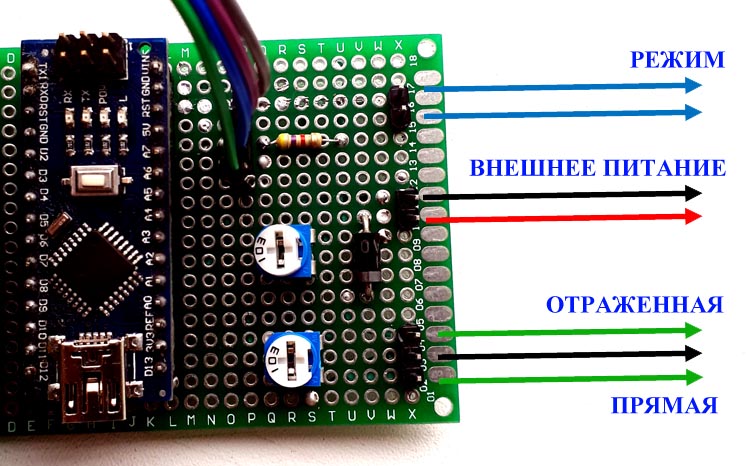 РЕЖИМ
ВНЕШНЕЕ ПИТАНИЕ
ОТРАЖЕННАЯ
ПРЯМАЯ
L M N O P Q R S T U V W X
18
17
16
15
14
13
12
09
08
07
06
05
04
03
02
01
TX1 RX0 RST GND D2 D3 D4 D5 D6 D7 D8 D9 D10 D11 D12
RX TX POW L
VIN GND RST 5V A7 A6 A5 A4 A3 A2 A1 A0 REF 3V3 D13
103
103
D E F G H I J K L M N O P Q R S T U V W X